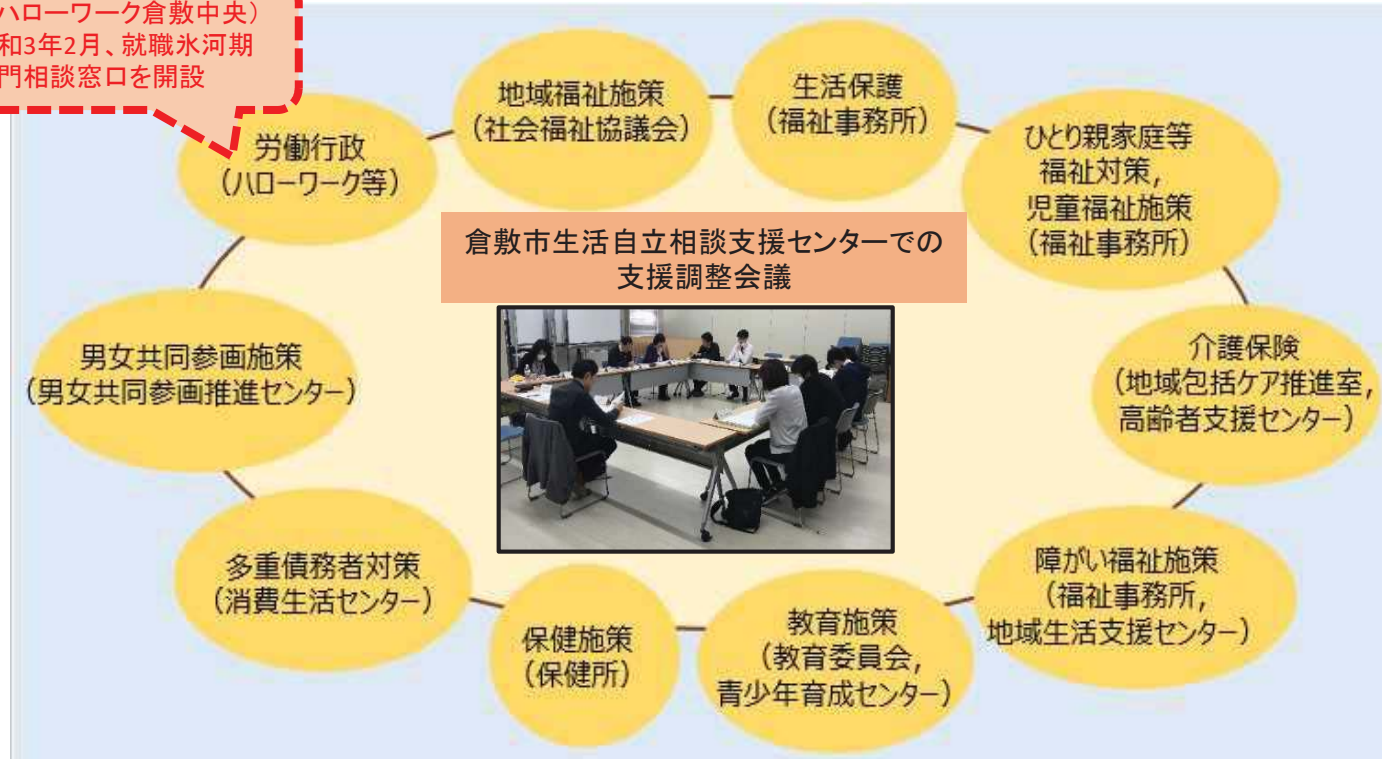 ハローワーク倉敷中央）
和3年2月、就職氷河期
門相談窓口を開設
地域福祉施策
（社会福祉協議会）
生活保護
（福祉事務所）
労働行政
（ハローワーク等）
ひとり親家庭等
福祉対策,
児童福祉施策
（福祉事務所）
倉敷市生活自立相談支援センターでの
支援調整会議
男女共同参画施策
（男女共同参画推進センター）
介護保険
（地域包括ケア推進室,
高齢者支援センター）
多重債務者対策
（消費生活センター）
障がい福祉施策
（福祉事務所,
地域生活支援センター）
保健施策
（保健所）
教育施策
（教育委員会,
青少年育成センター）